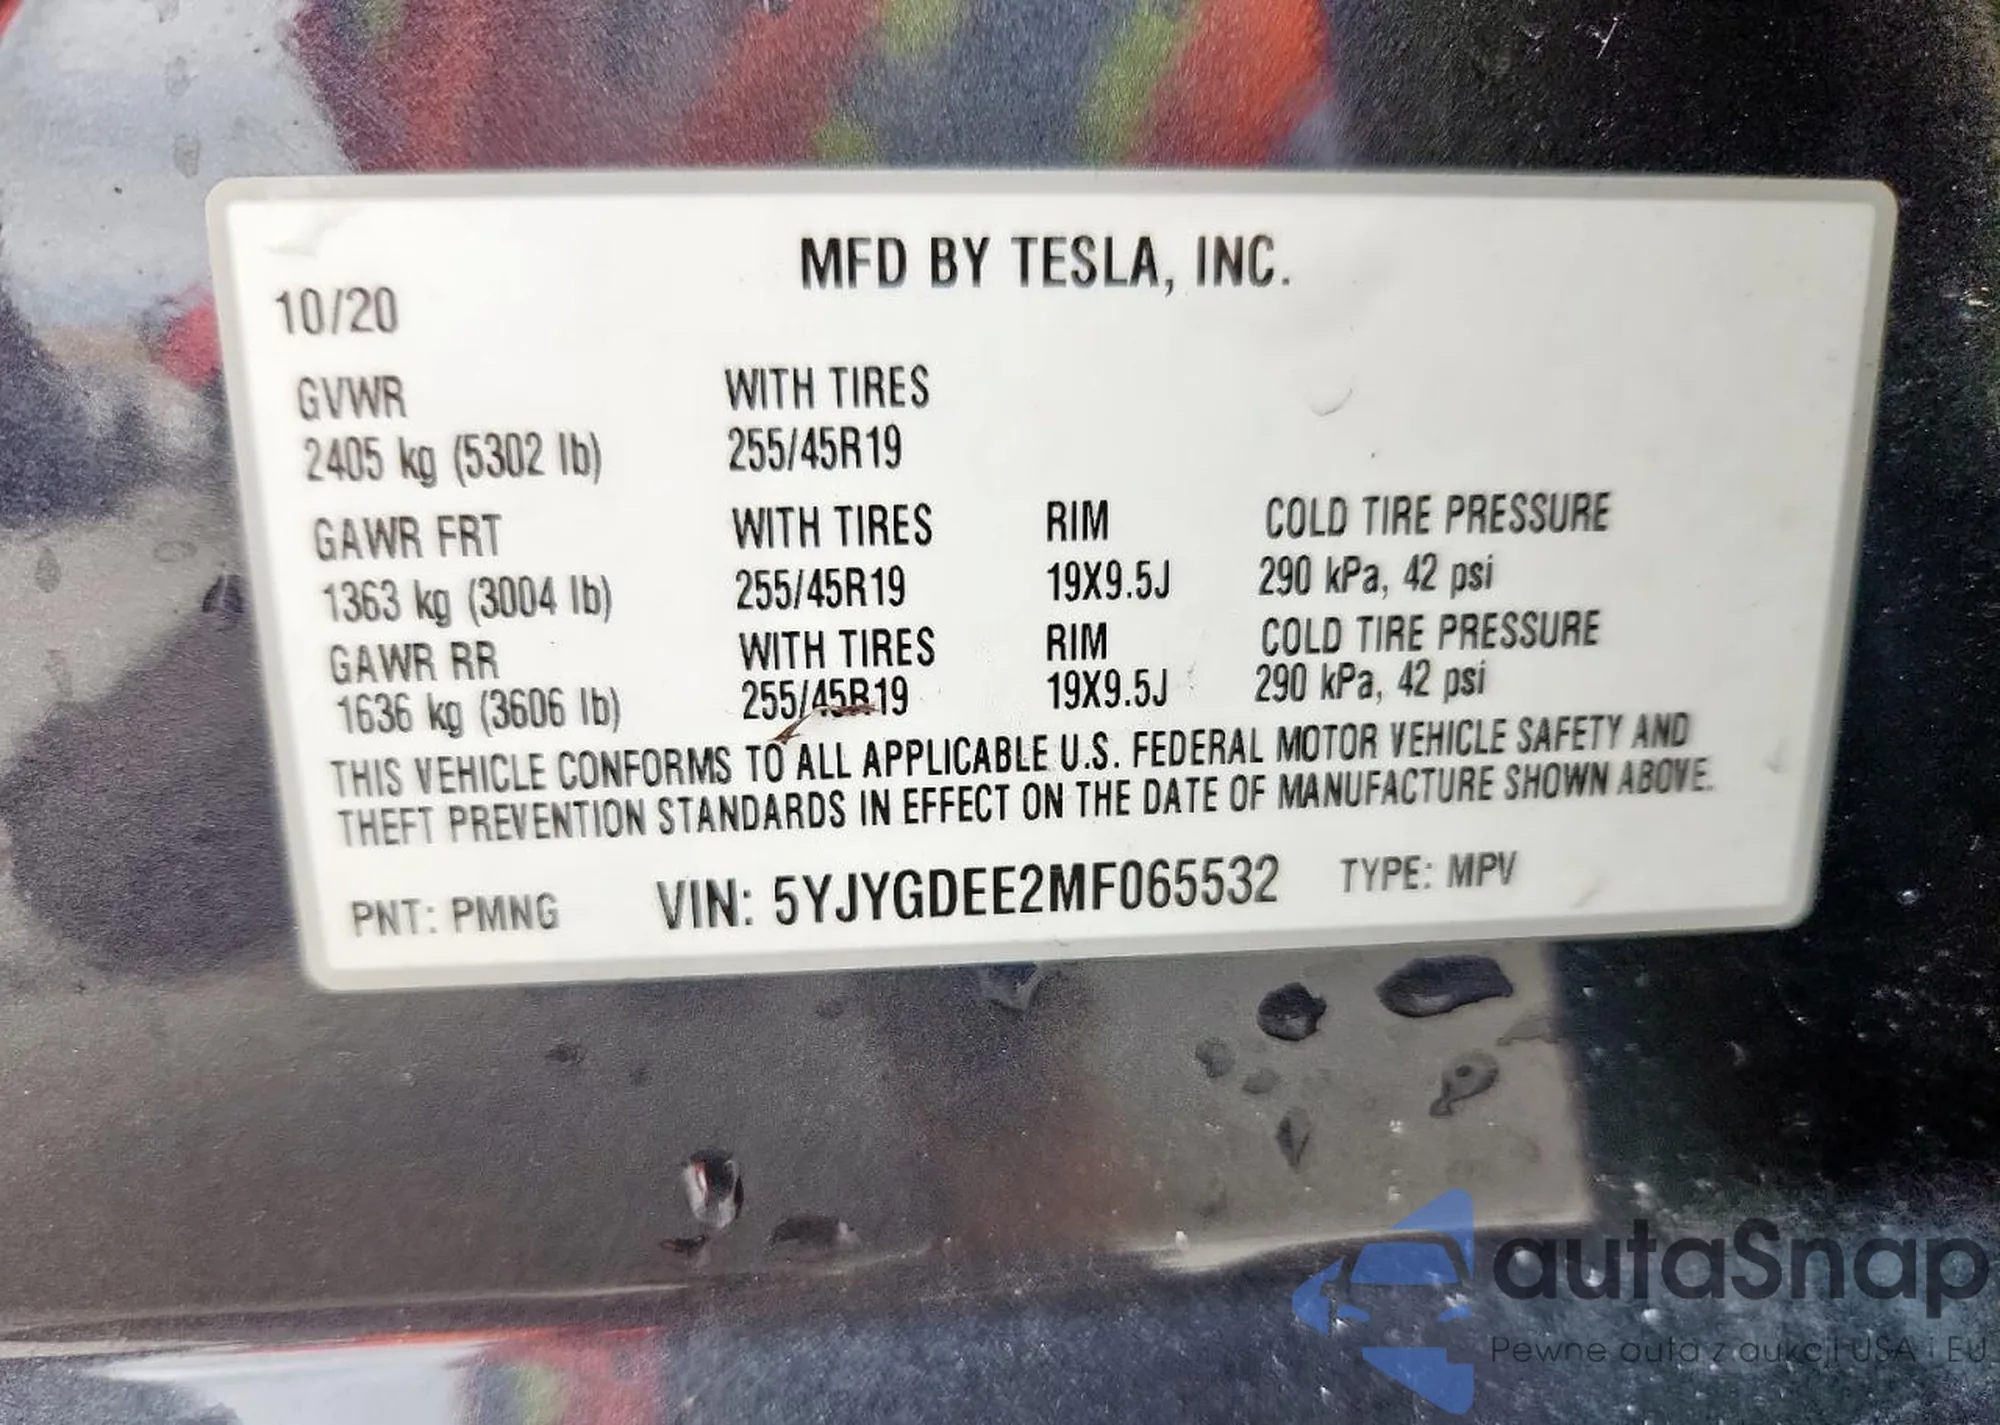 MFD BY TESLA, INC.
10/20
GVWR WITH TIRES
2405 kg (5302 lb) 255/45R19
GAWR FRT WITH TIRES RIM COLD TIRE PRESSURE
1363 kg (3004 lb) 255/45R19 19X9.5J 290 kPa, 42 psi
GAWR RR WITH TIRES RIM COLD TIRE PRESSURE
1636 kg (3606 lb) 255/45R19 19X9.5J 290 kPa, 42 psi
THIS VEHICLE CONFORMS TO ALL APPLICABLE U.S. FEDERAL MOTOR VEHICLE SAFETY AND
THEFT PREVENTION STANDARDS IN EFFECT ON THE DATE OF MANUFACTURE SHOWN ABOVE.
PNT: PMNG VIN: 5YJYGDEE2MF065532 TYPE: MPV
autaSnap
Pewne auta z aukcji USA i EU